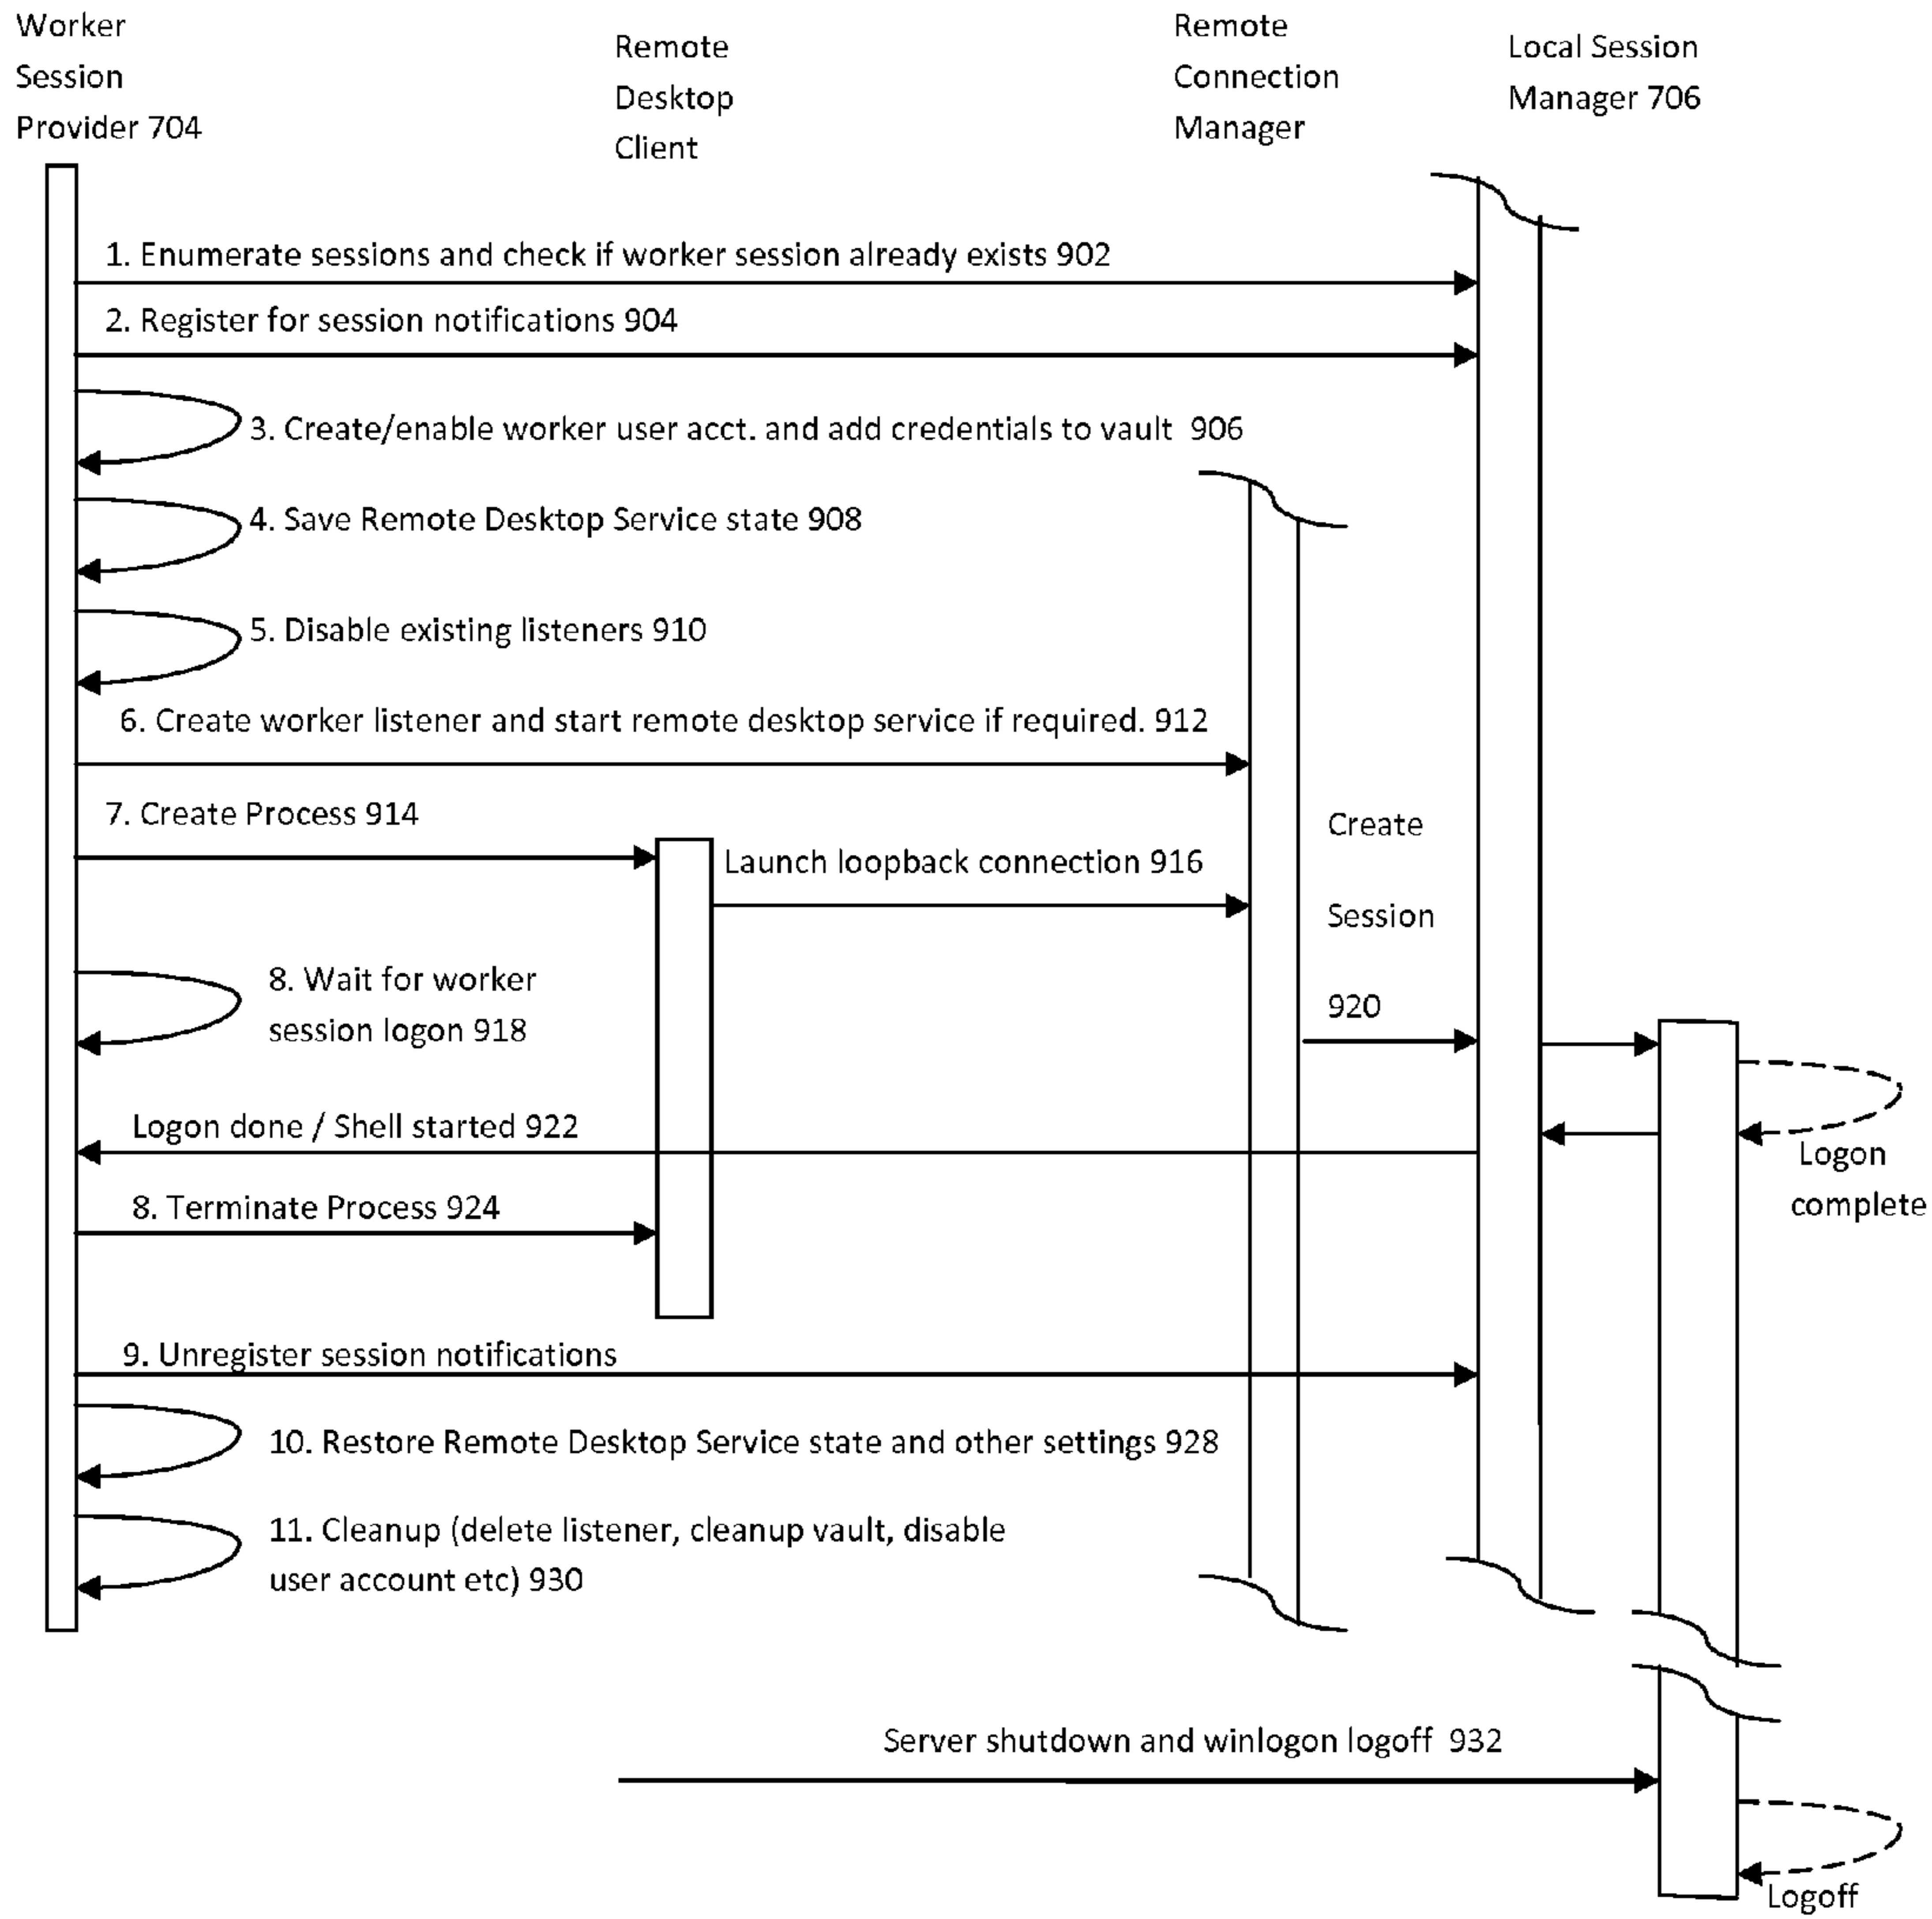 Worker
Session
Provider 704
Remote
Desktop
Client
Remote
Connection
Manager
Local Session
Manager 706
1. Enumerate sessions and check if worker session already exists 902
2. Register for session notifications 904
3. Create/enable worker user acct. and add credentials to vault 906
4. Save Remote Desktop Service state 908
5. Disable existing listeners 910
6. Create worker listener and start remote desktop service if required. 912
7. Create Process 914
Launch loopback connection 916
Create
Session
920
8. Wait for worker
session logon 918
Logon done / Shell started 922
Logon
complete
8. Terminate Process 924
9. Unregister session notifications
10. Restore Remote Desktop Service state and other settings 928
11. Cleanup (delete listener, cleanup vault, disable
user account etc) 930
Server shutdown and winlogon logoff 932
Logoff